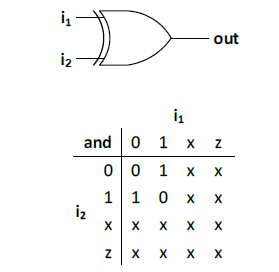 i₁
out
i₂
i₁
and 0 1 x z
0 0 1 x x
1 1 0 x x
i₂
x x x x x
z x x x x